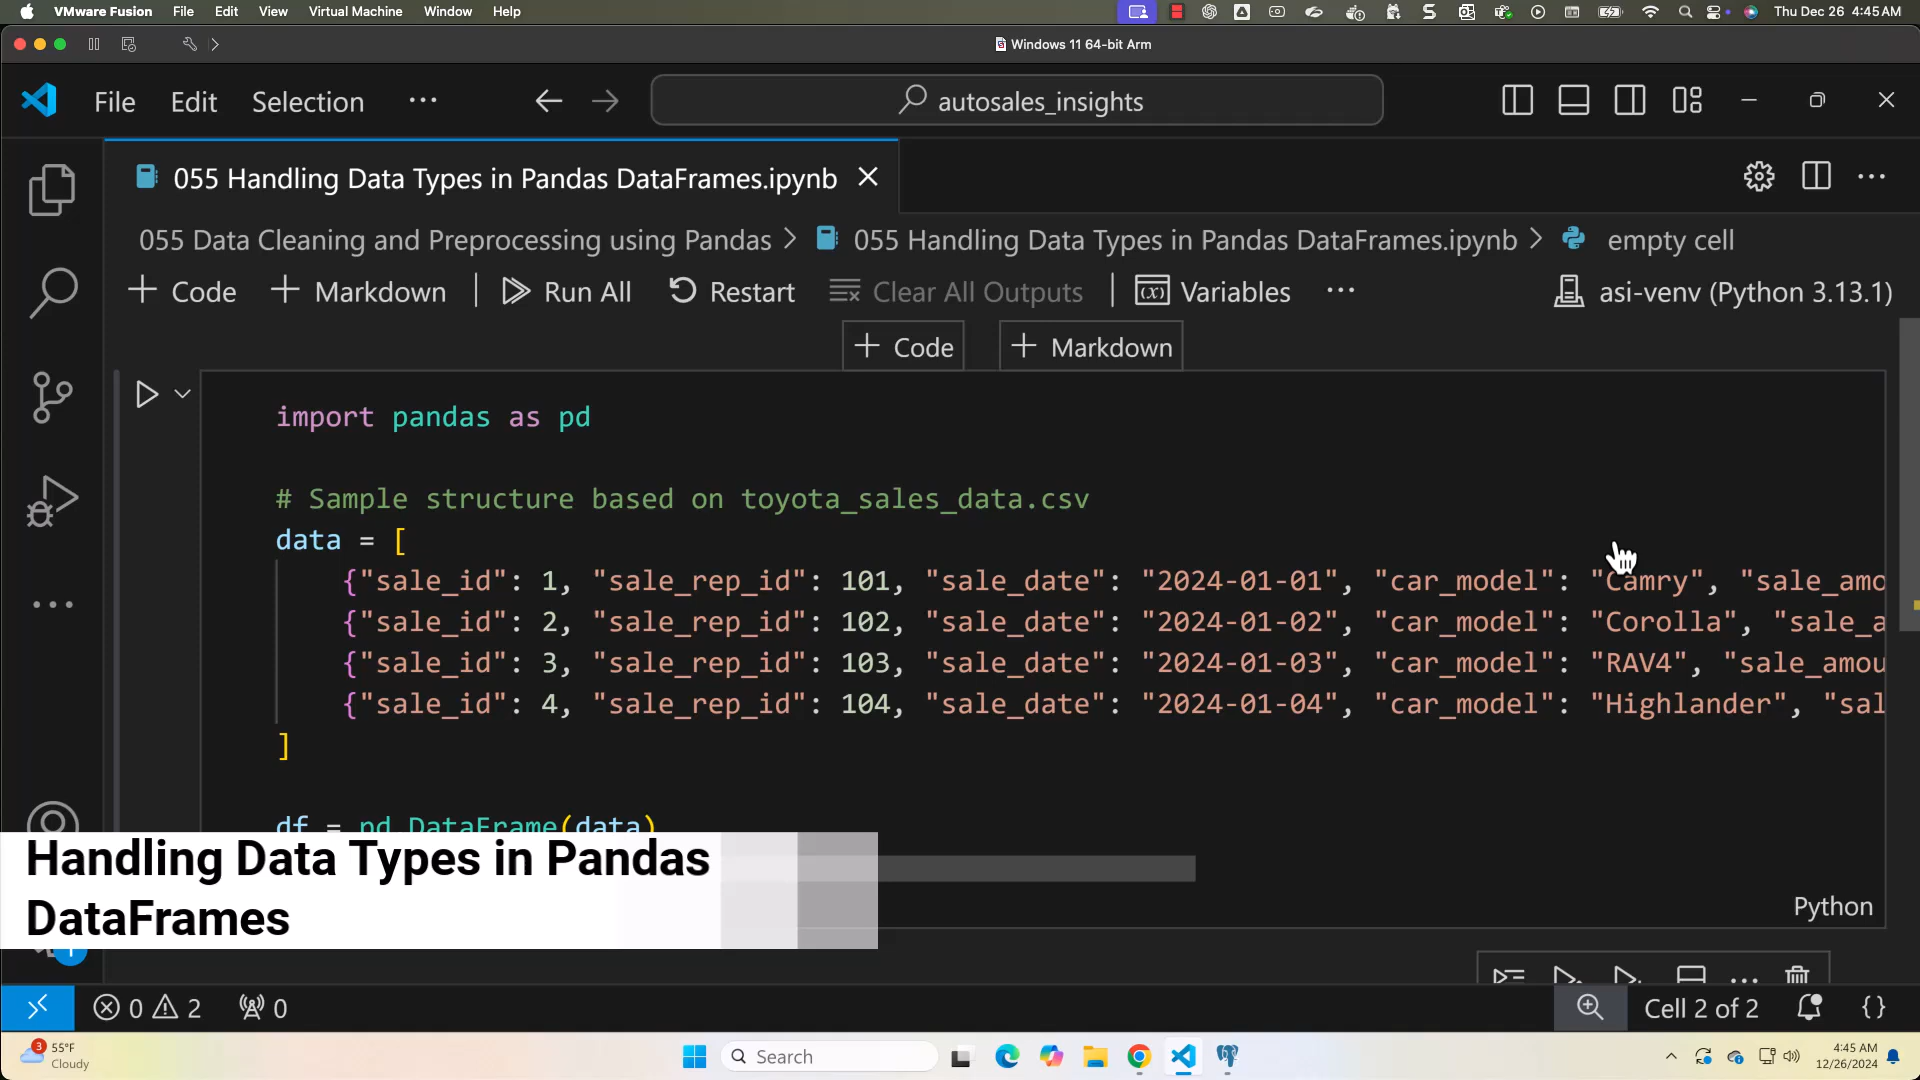 VMware Fusion File Edit View Virtual Machine Window Help Thu Dec 26 4:45 AM
Windows 11 64-bit Arm
File Edit Selection ··· autosales_insights
055 Handling Data Types in Pandas DataFrames.ipynb
055 Data Cleaning and Preprocessing using Pandas > 055 Handling Data Types in Pandas DataFrames.ipynb > empty cell
+ Code + Markdown Run All Restart Clear All Outputs Variables ··· asi-venv (Python 3.13.1)
+ Code + Markdown
import pandas as pd
# Sample structure based on toyota_sales_data.csv
data = [
{"sale_id": 1, "sale_rep_id": 101, "sale_date": "2024-01-01", "car_model": "Camry", "sale_amo
{"sale_id": 2, "sale_rep_id": 102, "sale_date": "2024-01-02", "car_model": "Corolla", "sale_a
{"sale_id": 3, "sale_rep_id": 103, "sale_date": "2024-01-03", "car_model": "RAV4", "sale_amou
{"sale_id": 4, "sale_rep_id": 104, "sale_date": "2024-01-04", "car_model": "Highlander", "sal
]
df = pd.DataFrame(data)
Handling Data Types in Pandas
DataFrames
Python
0 2 0 Cell 2 of 2 {}
3 55°F
Cloudy
Search
4:45 AM
12/26/2024